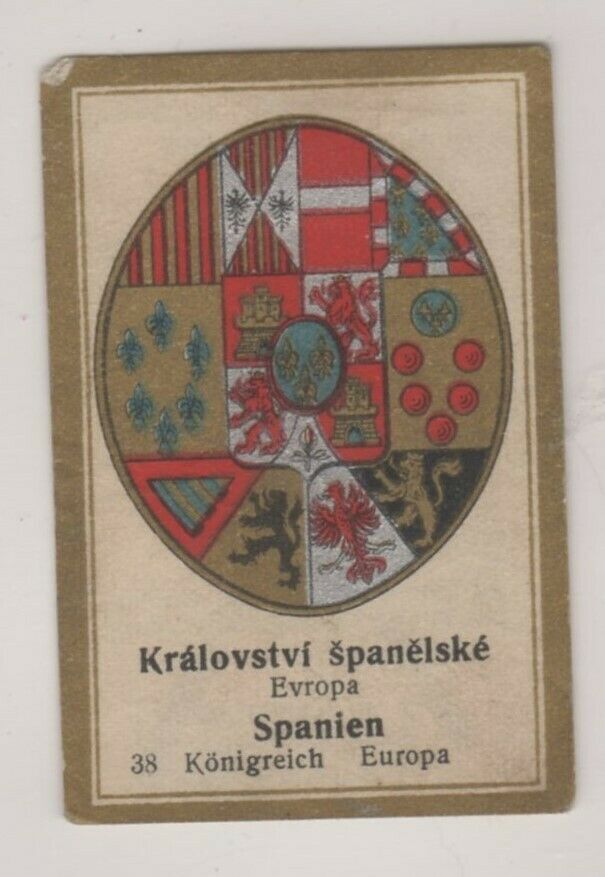 Království španělské
Evropa
Spanien
38 Königreich Europa